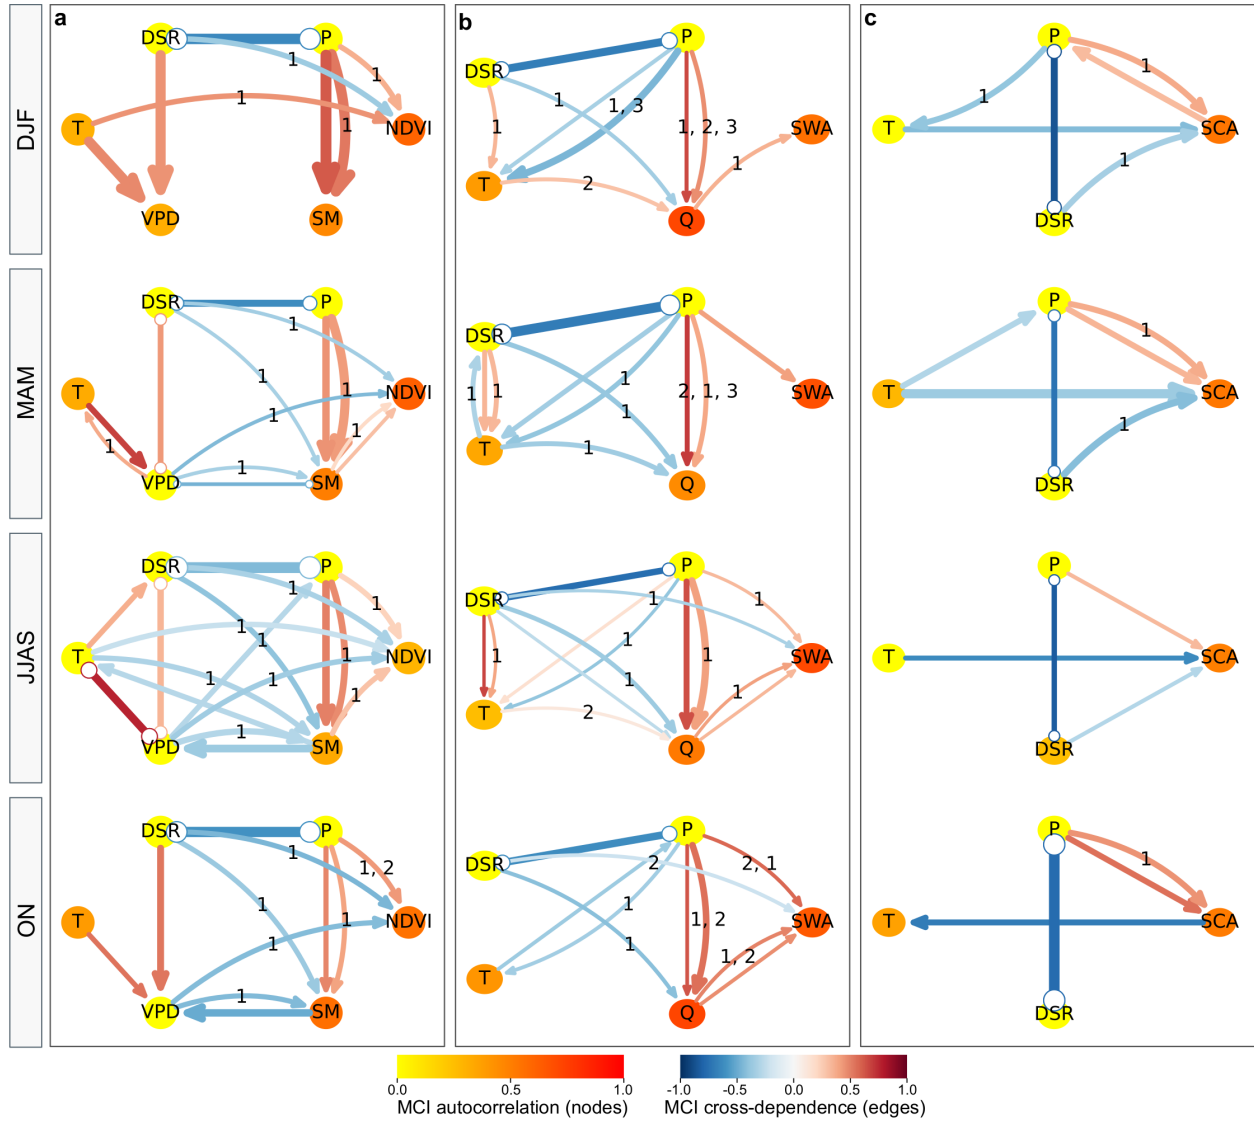 a
b
c
DJF
DSR
P
1
1
T
1
NDVI
1
VPD
SM
P
DSR
1
1, 3
1
1, 2, 3
SWA
1
T
2
Q
P
1
1
T
SCA
1
DSR
MAM
DSR
P
1
1
T
1
NDVI
1
1
1
VPD
1
SM
P
DSR
1
1
1
2, 1, 3
SWA
1
T
1
Q
P
1
T
SCA
1
DSR
JJAS
DSR
P
1
1
1
1
T
1
NDVI
1
1
1
VPD
1
SM
P
DSR
1
1
1
1
1
SWA
1
1
T
2
Q
P
T
SCA
DSR
ON
DSR
P
1
1, 2
1
T
1
NDVI
VPD
1
SM
P
DSR
2
2, 1
1
1, 2
SWA
1
1, 2
T
Q
P
1
T
SCA
DSR
0.0
0.5
1.0
MCI autocorrelation (nodes)
-1.0
-0.5
0.0
0.5
1.0
MCI cross-dependence (edges)